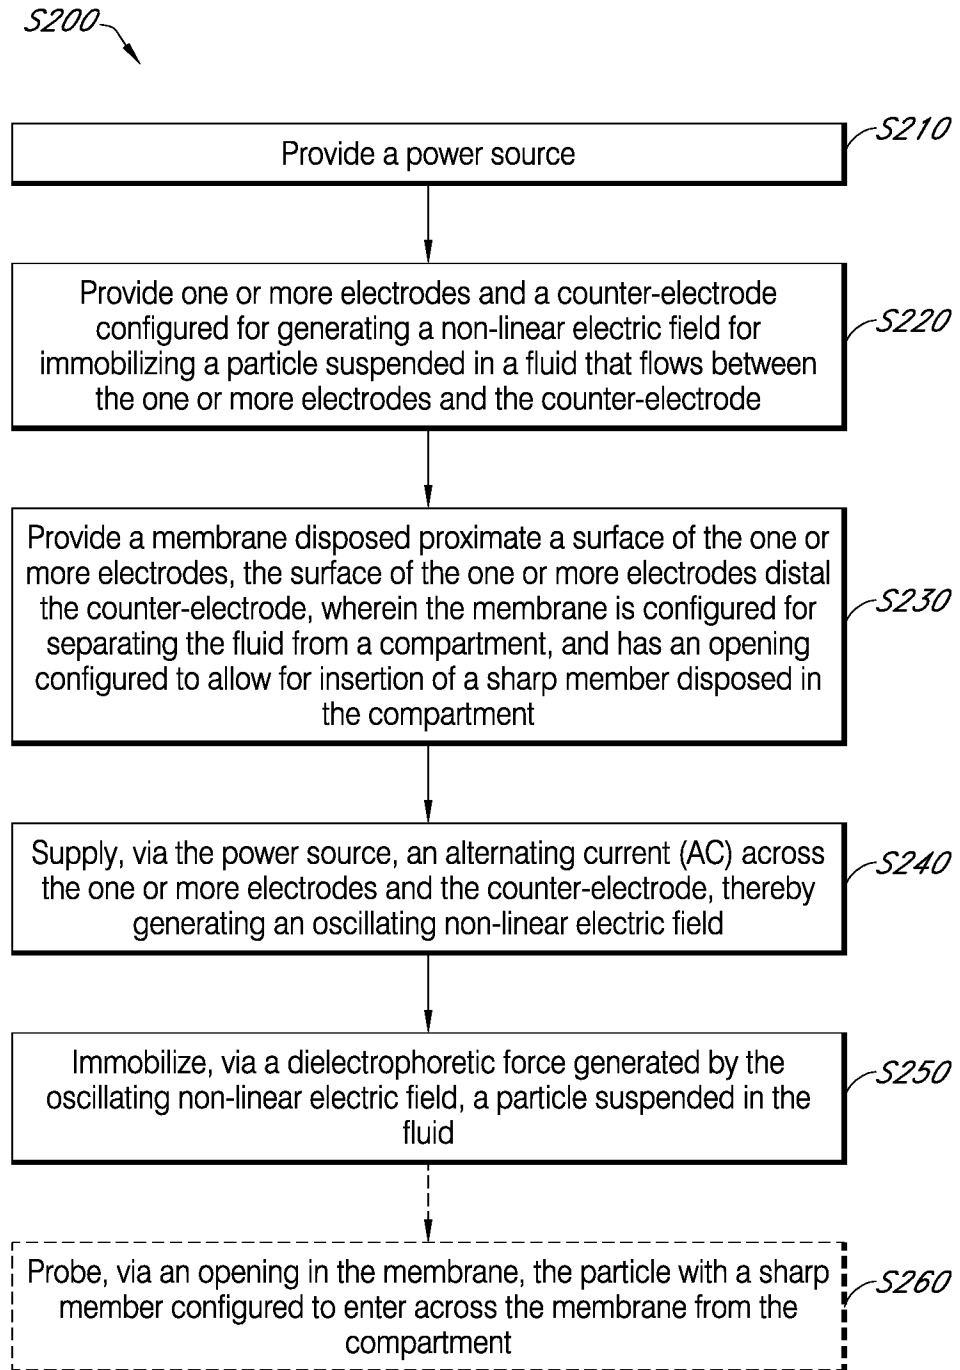 S200
S210
Provide a power source
Provide one or more electrodes and a counter-electrode
configured for generating a non-linear electric field for
immobilizing a particle suspended in a fluid that flows between
the one or more electrodes and the counter-electrode
S220
Provide a membrane disposed proximate a surface of the one or
more electrodes, the surface of the one or more electrodes distal
the counter-electrode, wherein the membrane is configured for
separating the fluid from a compartment, and has an opening
configured to allow for insertion of a sharp member disposed in
the compartment
S230
Supply, via the power source, an alternating current (AC) across
the one or more electrodes and the counter-electrode, thereby
generating an oscillating non-linear electric field
S240
Immobilize, via a dielectrophoretic force generated by the
oscillating non-linear electric field, a particle suspended in the
fluid
S250
Probe, via an opening in the membrane, the particle with a sharp
member configured to enter across the membrane from the
compartment
S260